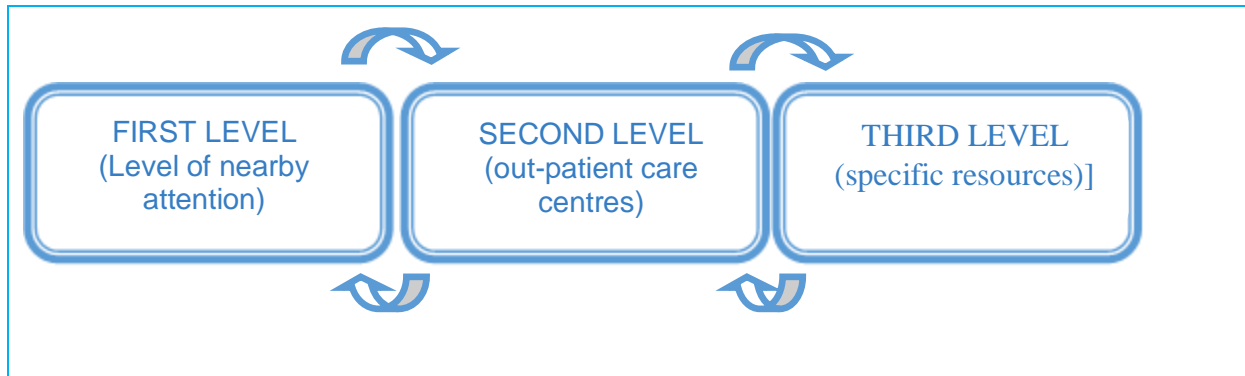 FIRST LEVEL
(Level of nearby
attention)
SECOND LEVEL
(out-patient care
centres)
THIRD LEVEL
(specific resources)]